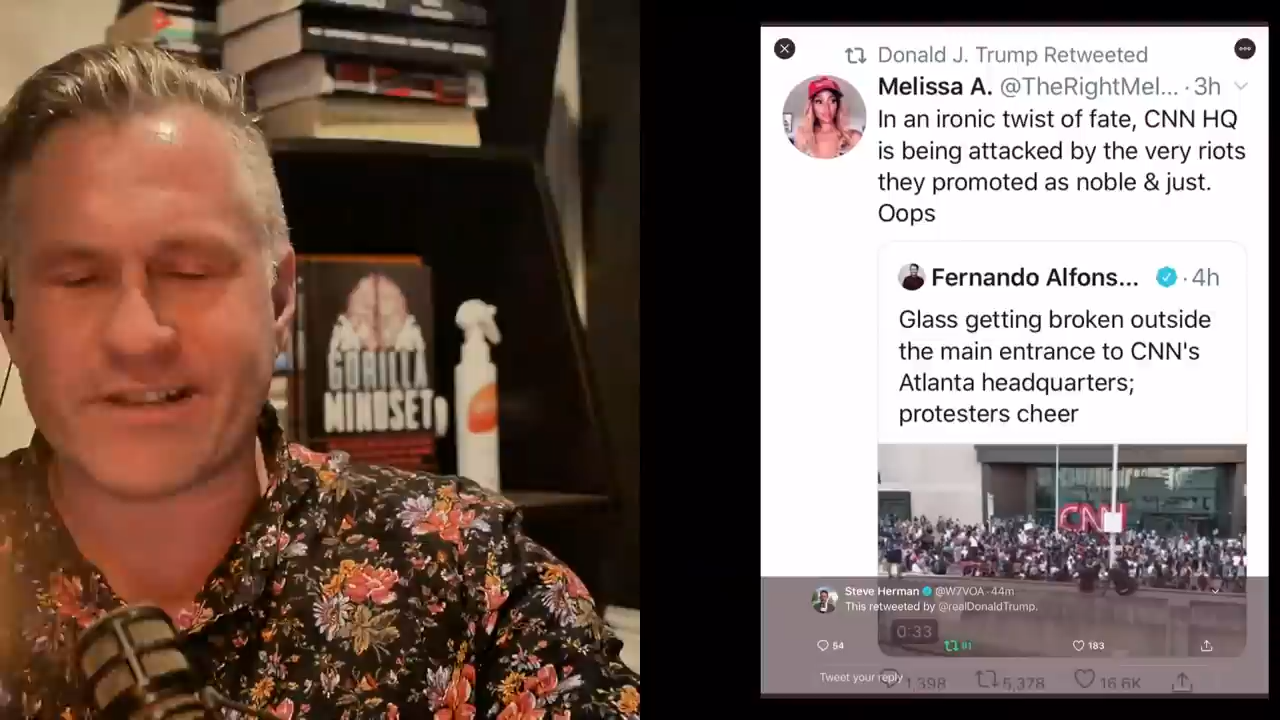 GORILLA
MINDSET
Donald J. Trump Retweeted
Melissa A. @TheRightMel... · 3h
In an ironic twist of fate, CNN HQ
is being attacked by the very riots
they promoted as noble & just.
Oops
Fernando Alfons... · 4h
Glass getting broken outside
the main entrance to CNN's
Atlanta headquarters;
protesters cheer
CNN
Steve Herman @W7VOA · 44m
This retweeted by @realDonaldTrump.
0:33
54 91 183
Tweet your reply
1,398 5,378 16.6K